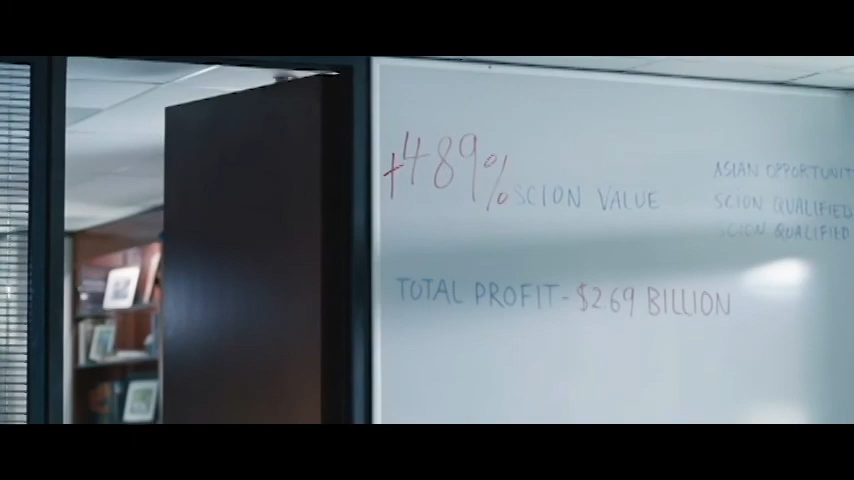 +489% SCION VALUE
TOTAL PROFIT - $269 BILLION
ASIAN OPPORTUNIT
SCION QUALIFIED
SCION QUALIFIED